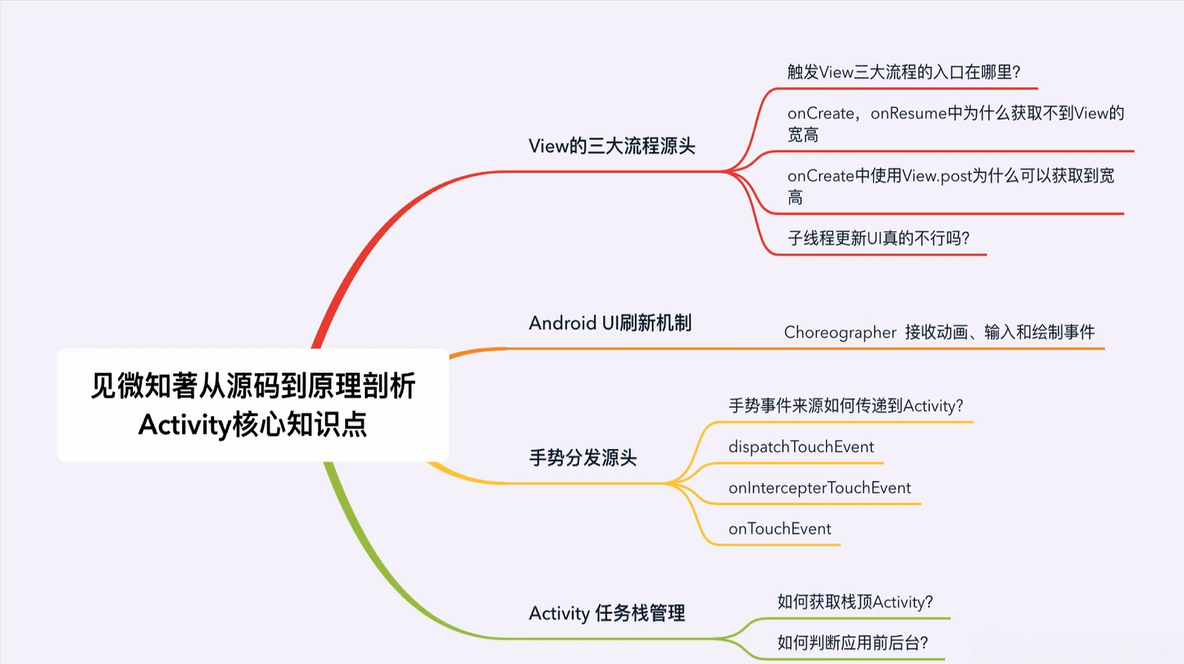 触发View三大流程的入口在哪里?
onCreate，onResume中为什么获取不到View的
宽高
View的三大流程源头
onCreate中使用View.post为什么可以获取到宽
高
子线程更新UI真的不行吗?
Android UI刷新机制
Choreographer 接收动画、输入和绘制事件
见微知著从源码到原理剖析
Activity核心知识点
手势事件来源如何传递到Activity?
dispatchTouchEvent
手势分发源头
onIntercepterTouchEvent
onTouchEvent
Activity 任务栈管理
如何获取栈顶Activity?
如何判断应用前后台?